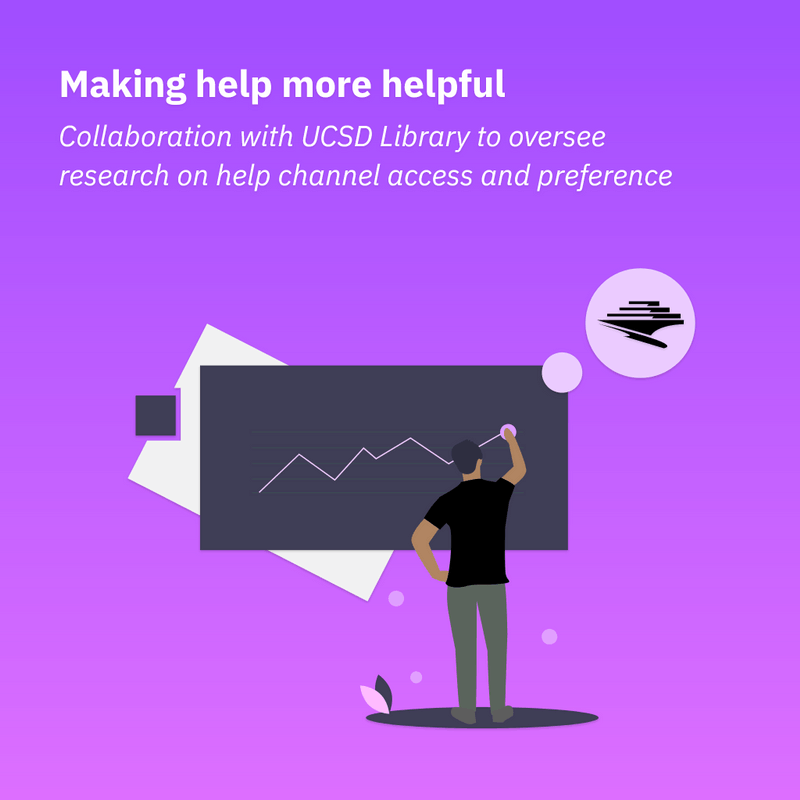 Making help more helpful
Collaboration with UCSD Library to oversee
research on help channel access and preference